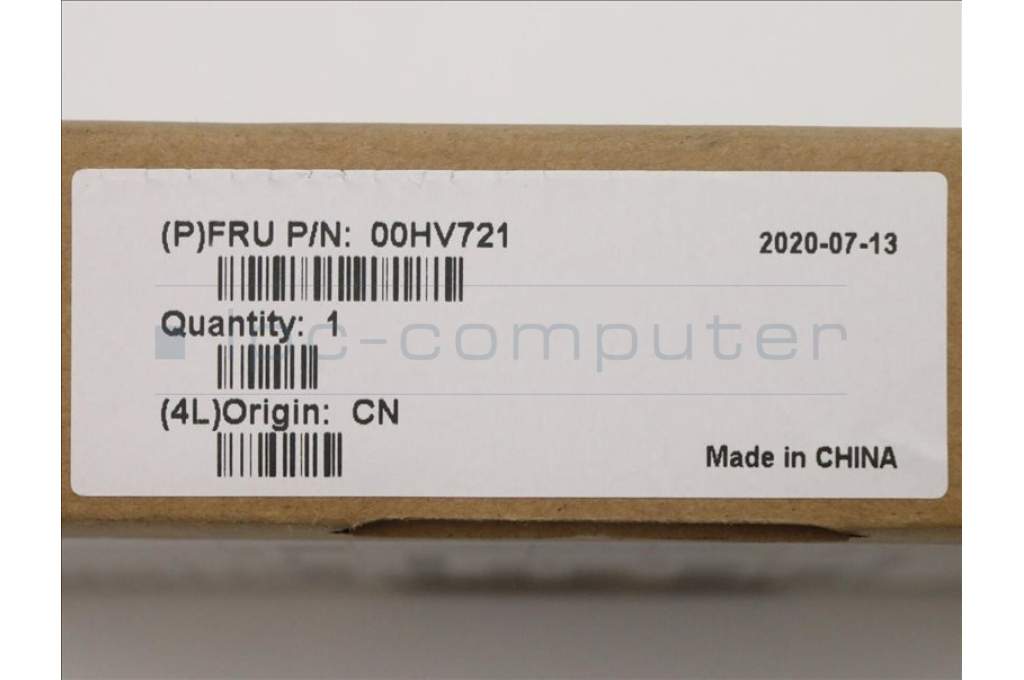 (P)FRU P/N: 00HV721
2020-07-13
Quantity: 1
-computer
(4L)Origin: CN
Made in CHINA